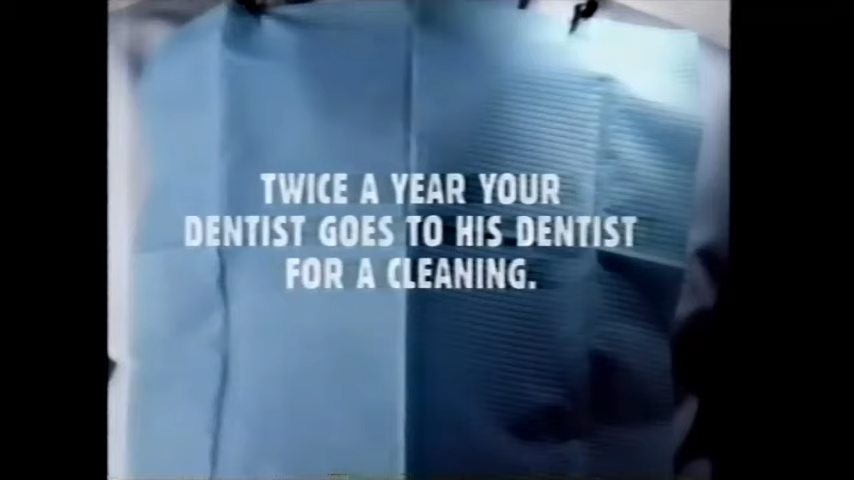 TWICE A YEAR YOUR
DENTIST GOES TO HIS DENTIST
FOR A CLEANING.